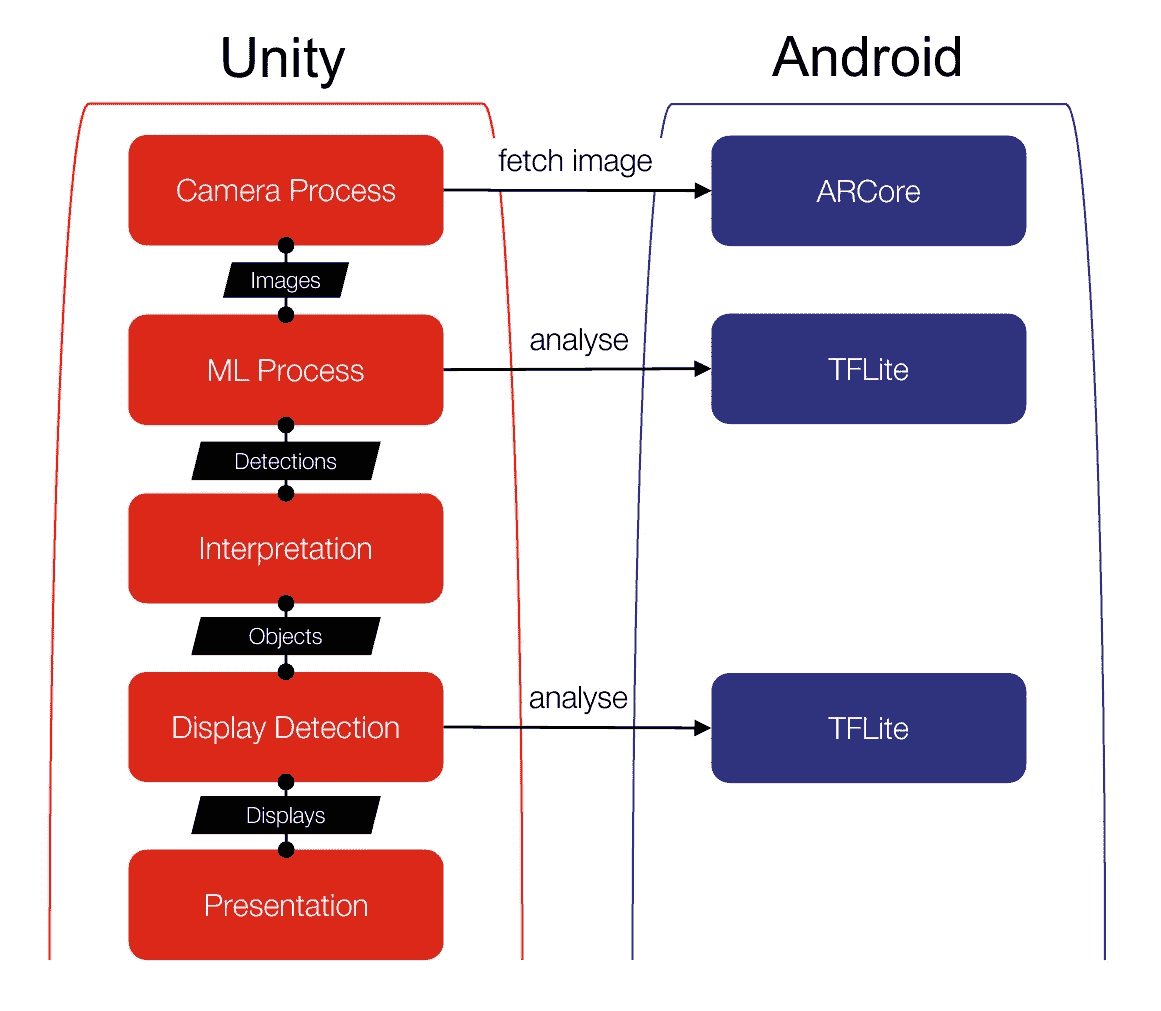 Unity
Android
Camera Process
fetch image
ARCore
Images
ML Process
analyse
TFLite
Detections
Interpretation
Objects
Display Detection
analyse
TFLite
Displays
Presentation